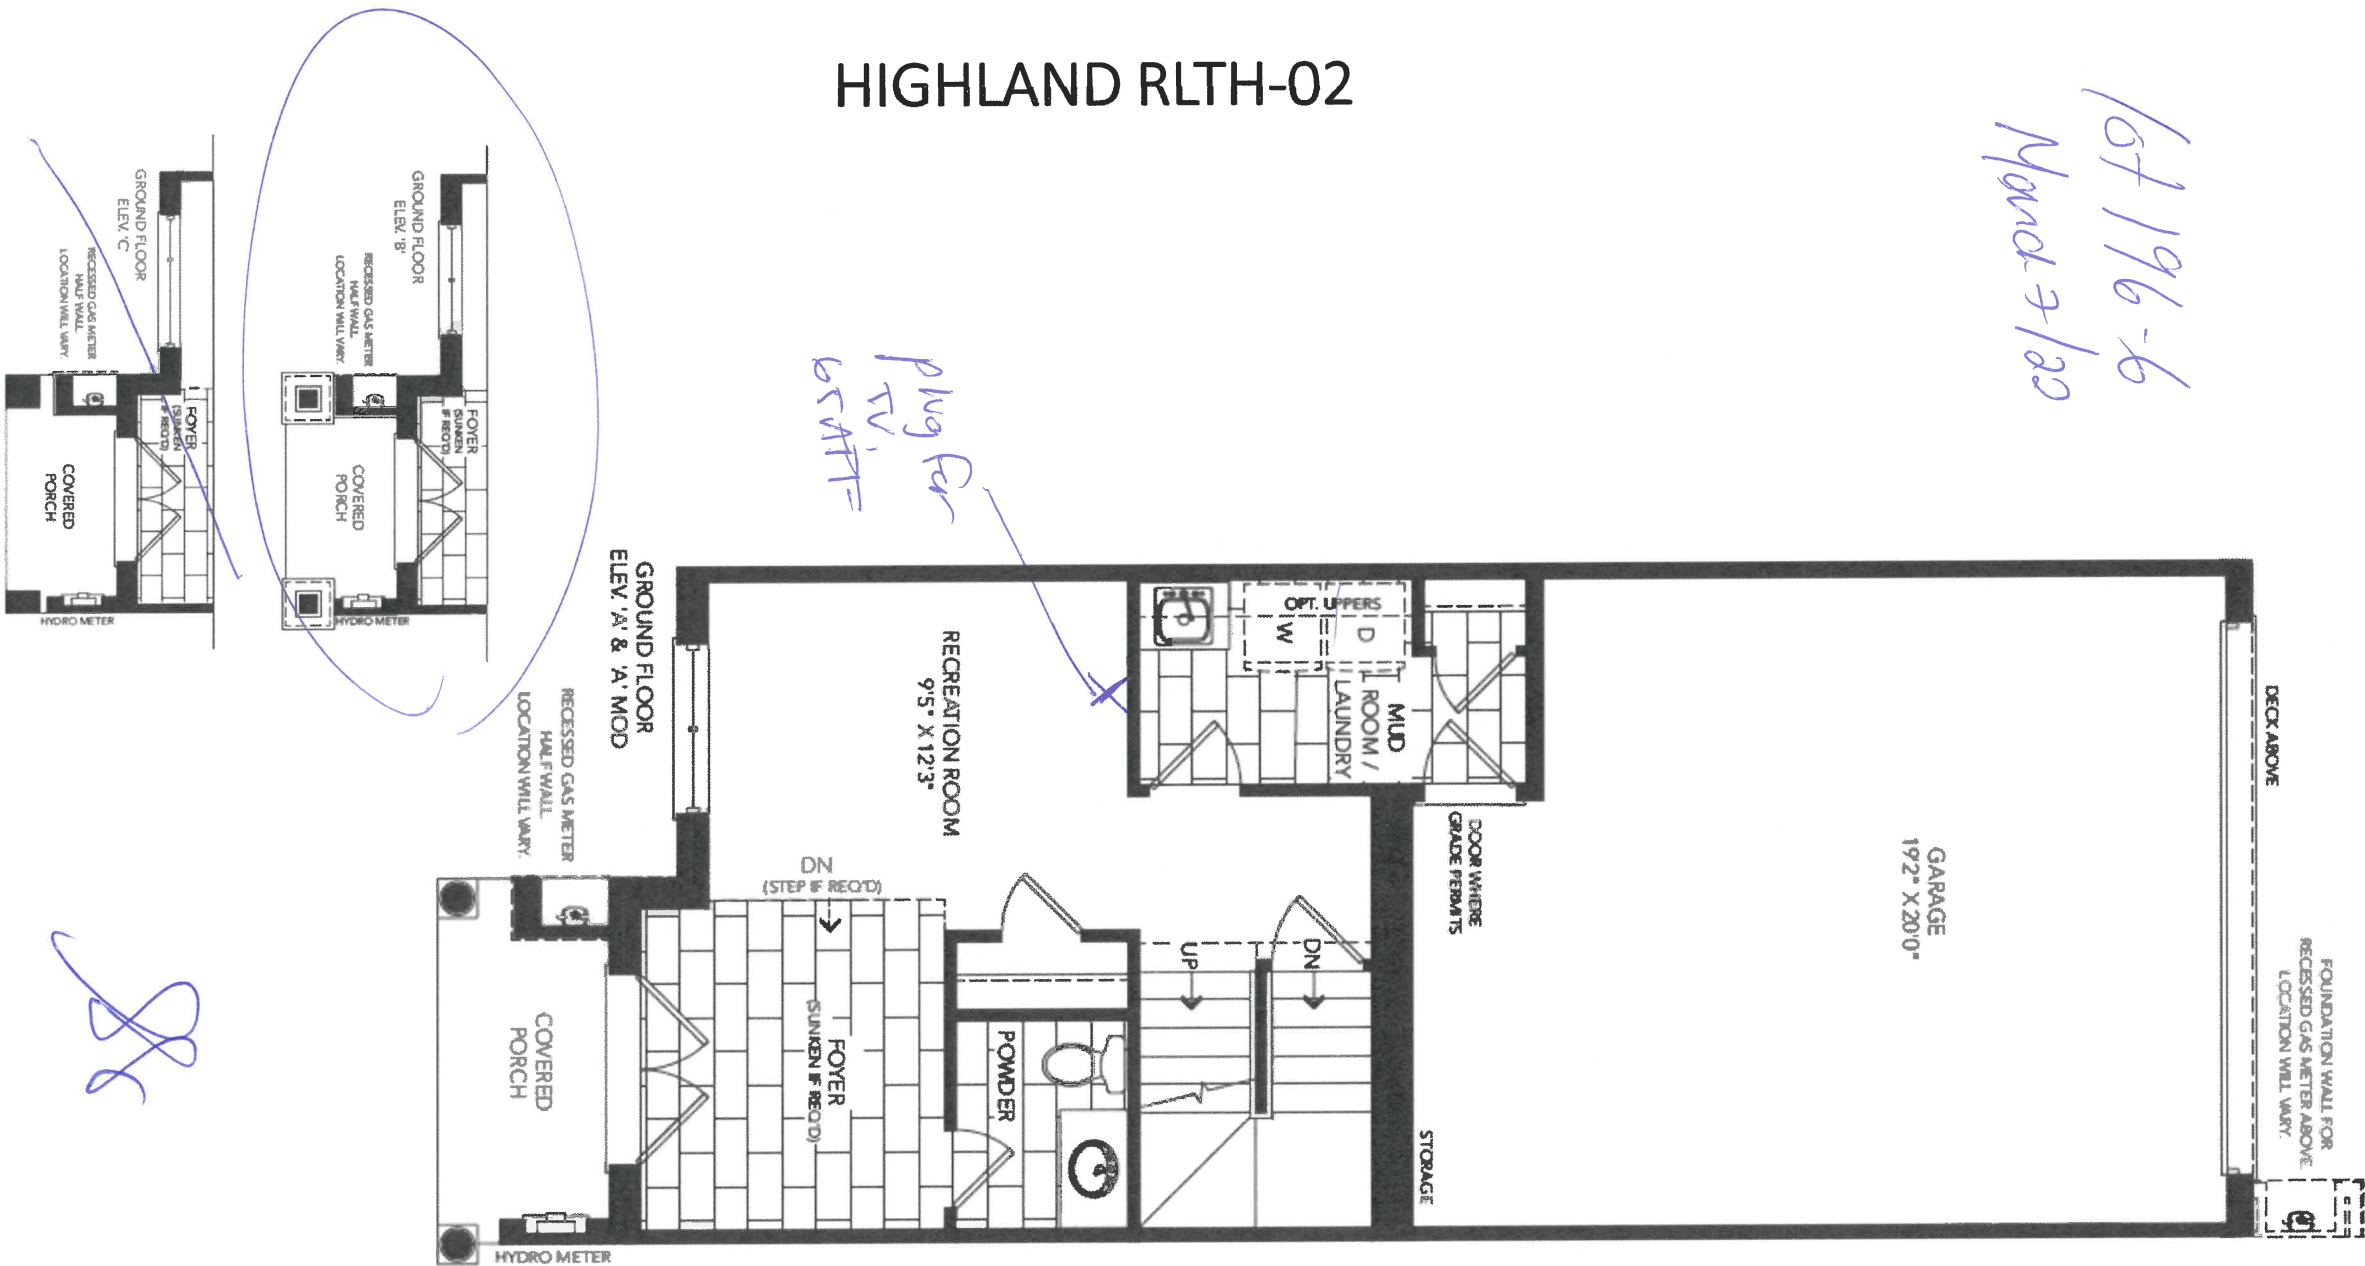 HIGHLAND RLTH-02
lot 196-6
March 7/20
GROUND FLOOR
ELEV. 'C'
RECESSED GAS METER
HALF WALL
LOCATION WILL VARY.
FOYER
(SUNKEN
IF REQ'D)
COVERED
PORCH
HYDRO METER
GROUND FLOOR
ELEV. 'B'
RECESSED GAS METER
HALF WALL
LOCATION WILL VARY.
FOYER
(SUNKEN
IF REQ'D)
COVERED
PORCH
HYDRO METER
plug for
TV
GROUND FLOOR
ELEV. 'A' & 'A' MOD
RECESSED GAS METER
HALF WALL
LOCATION WILL VARY.
RECREATION ROOM
9'5" X 12'3"
OPT. UPPERS
W
D
MUD
ROOM /
LAUNDRY
DOOR WHERE
GRADE PERMITS
DN
(STEP IF REQ'D)
FOYER
(SUNKEN IF REQ'D)
COVERED
PORCH
HYDRO METER
POWDER
UP
DN
STORAGE
GARAGE
19'2" X 20'0"
DECK ABOVE
FOUNDATION WALL FOR
RECESSED GAS METER ABOVE.
LOCATION WILL VARY.